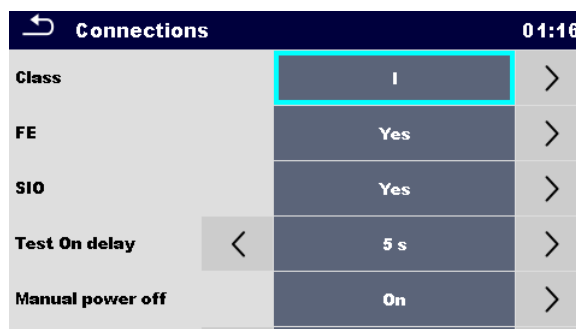 Connections 01:16
Class I
FE Yes
SIO Yes
Test On delay 5 s
Manual power off On